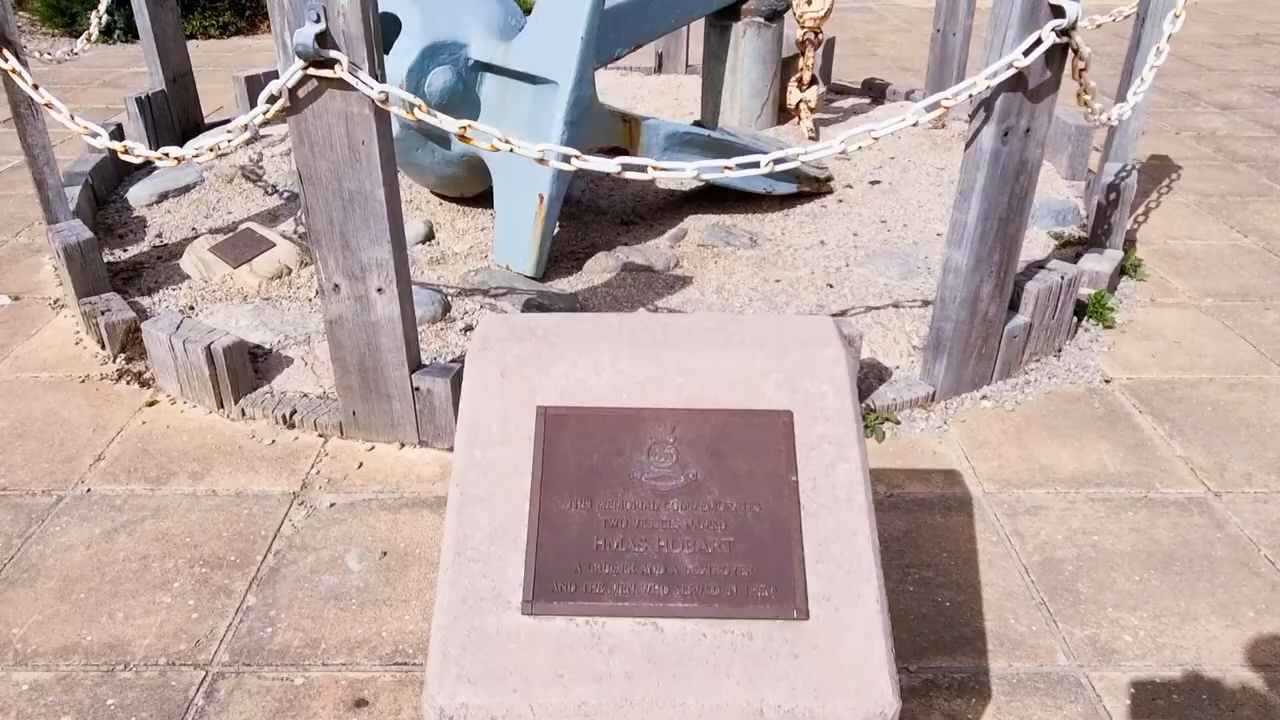 THIS MEMORIAL COMMEMORATES
TWO VESSELS NAMED
HMAS HOBART
A CRUISER AND A DESTROYER
AND THE MEN WHO SERVED IN THEM